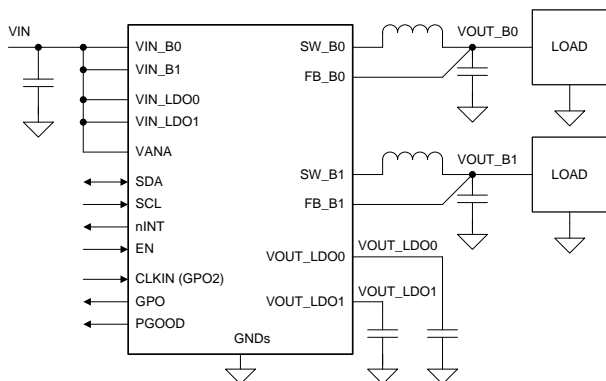 VIN
VIN_B0
VIN_B1
VIN_LDO0
VIN_LDO1
VANA
SDA
SCL
nINT
EN
CLKIN (GPO2)
GPO
PGOOD
GNDs
SW_B0
FB_B0
SW_B1
FB_B1
VOUT_LDO0
VOUT_LDO1
VOUT_B0
LOAD
VOUT_B1
LOAD
VOUT_LDO0
VOUT_LDO1